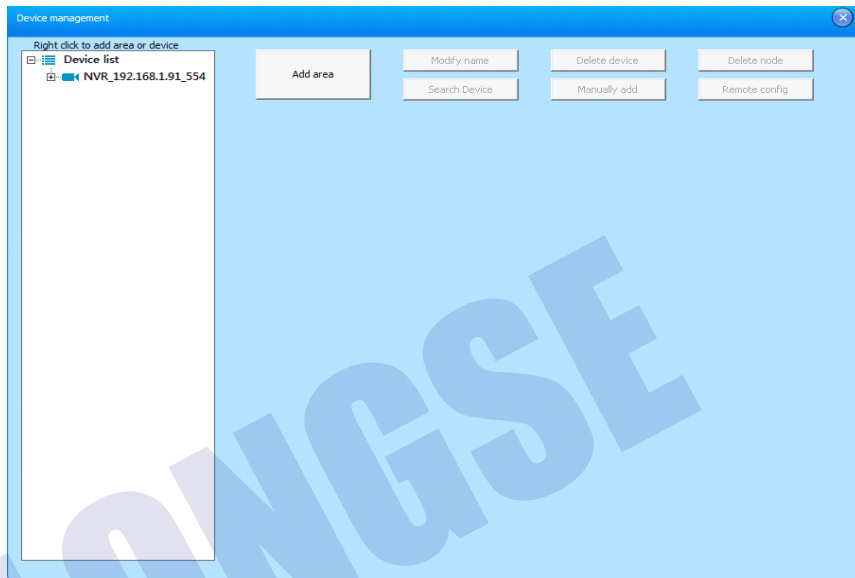 Device management
Right click to add area or device
Device list
NVR_192.168.1.91_554
Add area
Modify name
Delete device
Delete node
Search Device
Manually add
Remote config
LONGSE